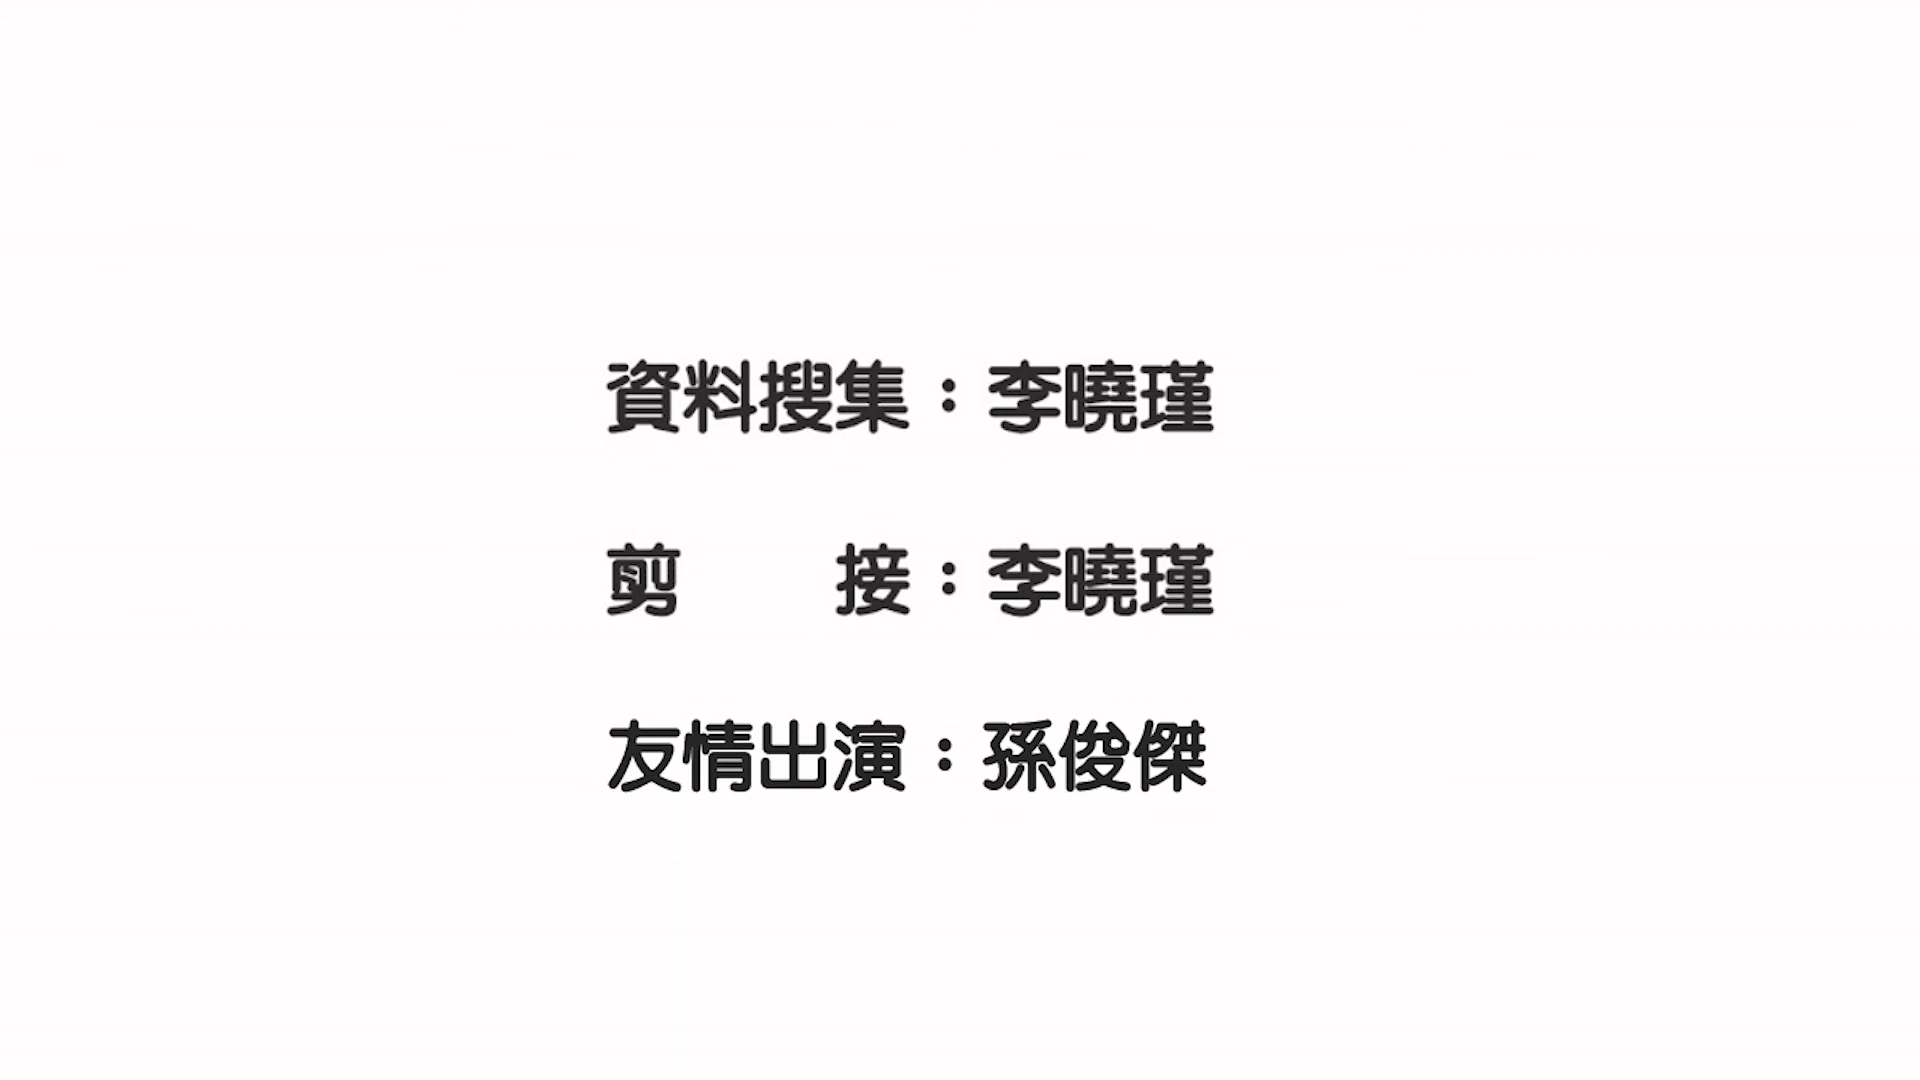 資料搜集：李曉瑾
剪　　接：李曉瑾
友情出演：孫俊傑